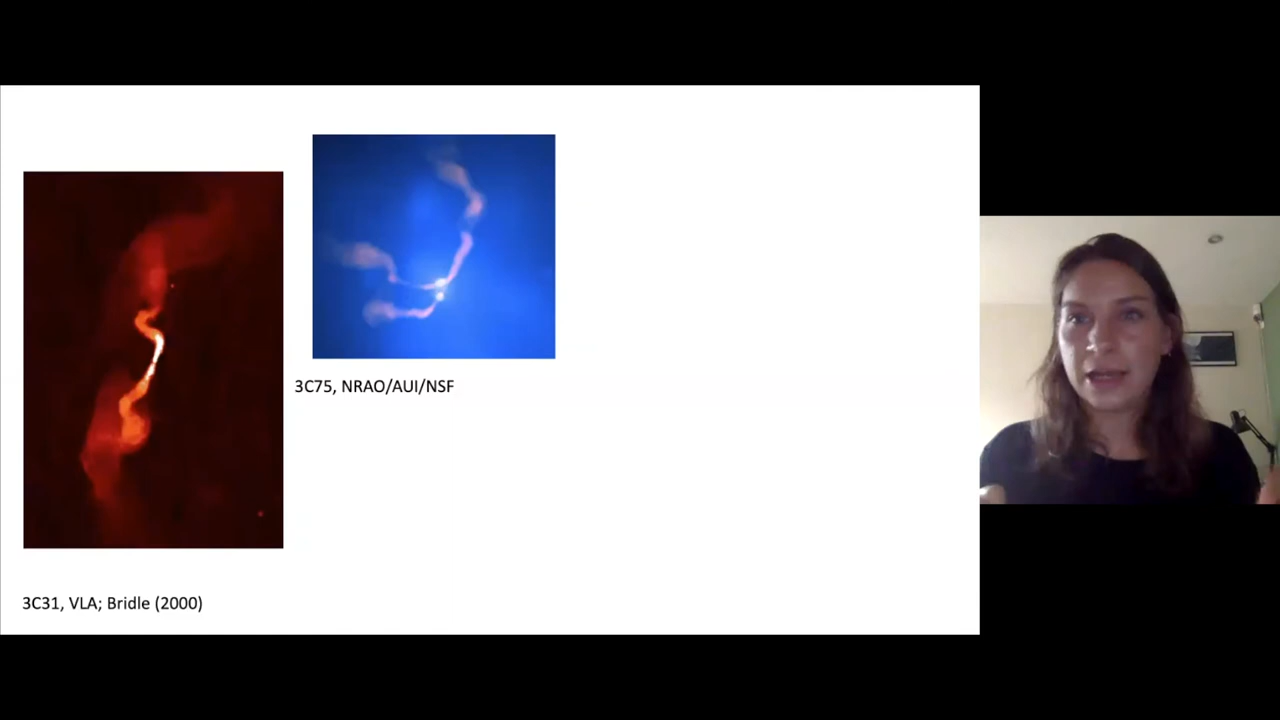 3C75, NRAO/AUI/NSF
3C31, VLA; Bridle (2000)